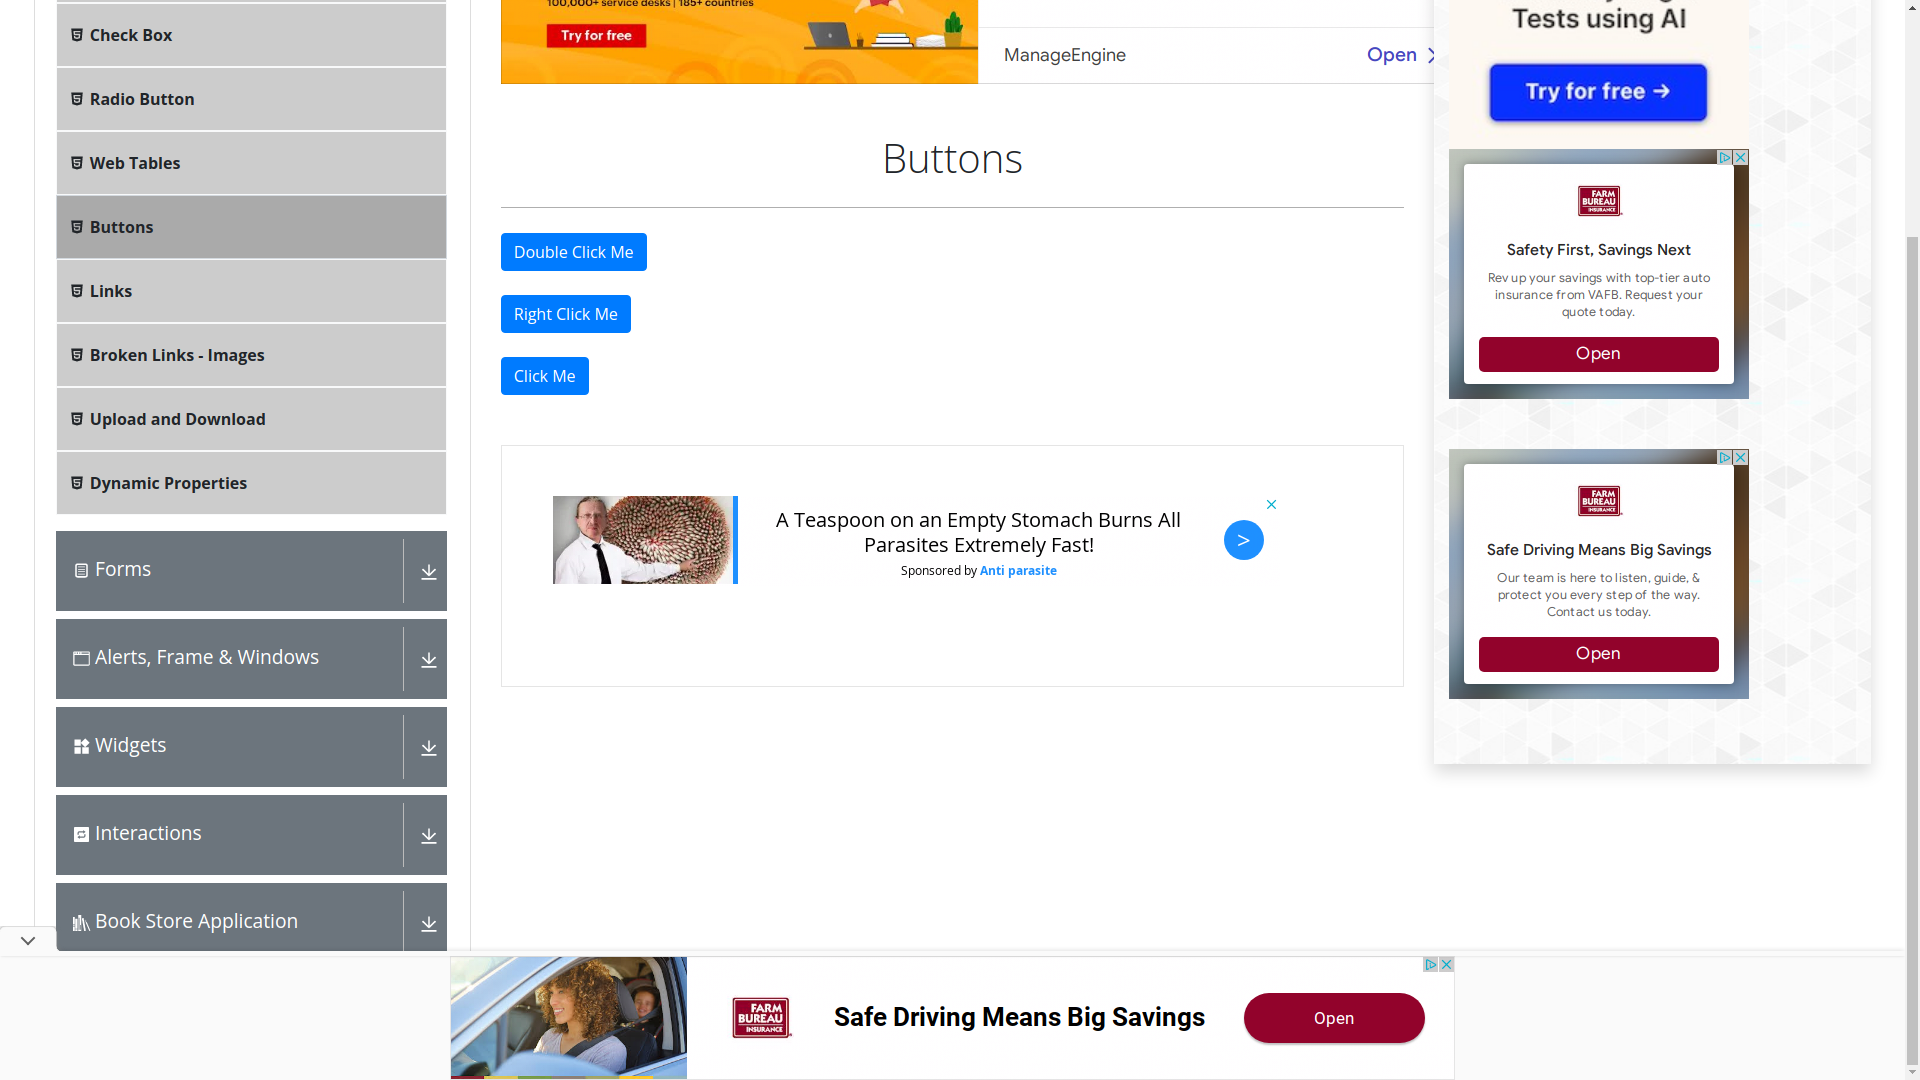 Check Box
Radio Button
Web Tables
Buttons
Links
Broken Links - Images
Upload and Download
Dynamic Properties
Forms
Alerts, Frame & Windows
Widgets
Interactions
Book Store Application
100,000+ service desks | 185+ countries
Try for free
ManageEngine
Open
Buttons
Double Click Me
Right Click Me
Click Me
A Teaspoon on an Empty Stomach Burns All
Parasites Extremely Fast!
Sponsored by Anti parasite
>
Tests using AI
Try for free →
FARM
BUREAU
INSURANCE
Safety First, Savings Next
Rev up your savings with top-tier auto
insurance from VAFB. Request your
quote today.
Open
FARM
BUREAU
INSURANCE
Safe Driving Means Big Savings
Our team is here to listen, guide, &
protect you every step of the way.
Contact us today.
Open
FARM
BUREAU
INSURANCE
Safe Driving Means Big Savings
Open